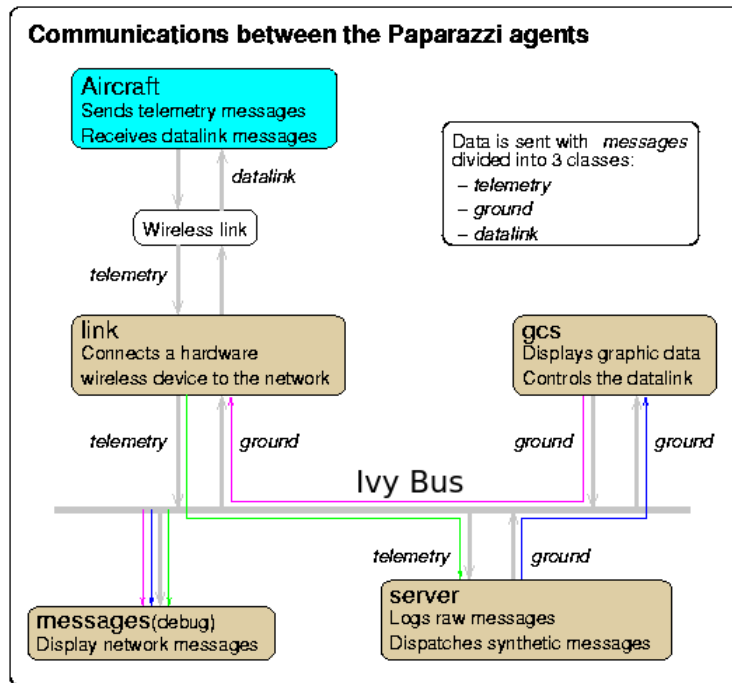 Communications between the Paparazzi agents
Aircraft
Sends telemetry messages
Receives datalink messages
Data is sent with messages
divided into 3 classes:
– telemetry
– ground
– datalink
datalink
Wireless link
telemetry
link
Connects a hardware
wireless device to the network
gcs
Displays graphic data
Controls the datalink
telemetry
ground
ground
ground
Ivy Bus
telemetry
ground
messages(debug)
Display network messages
server
Logs raw messages
Dispatches synthetic messages